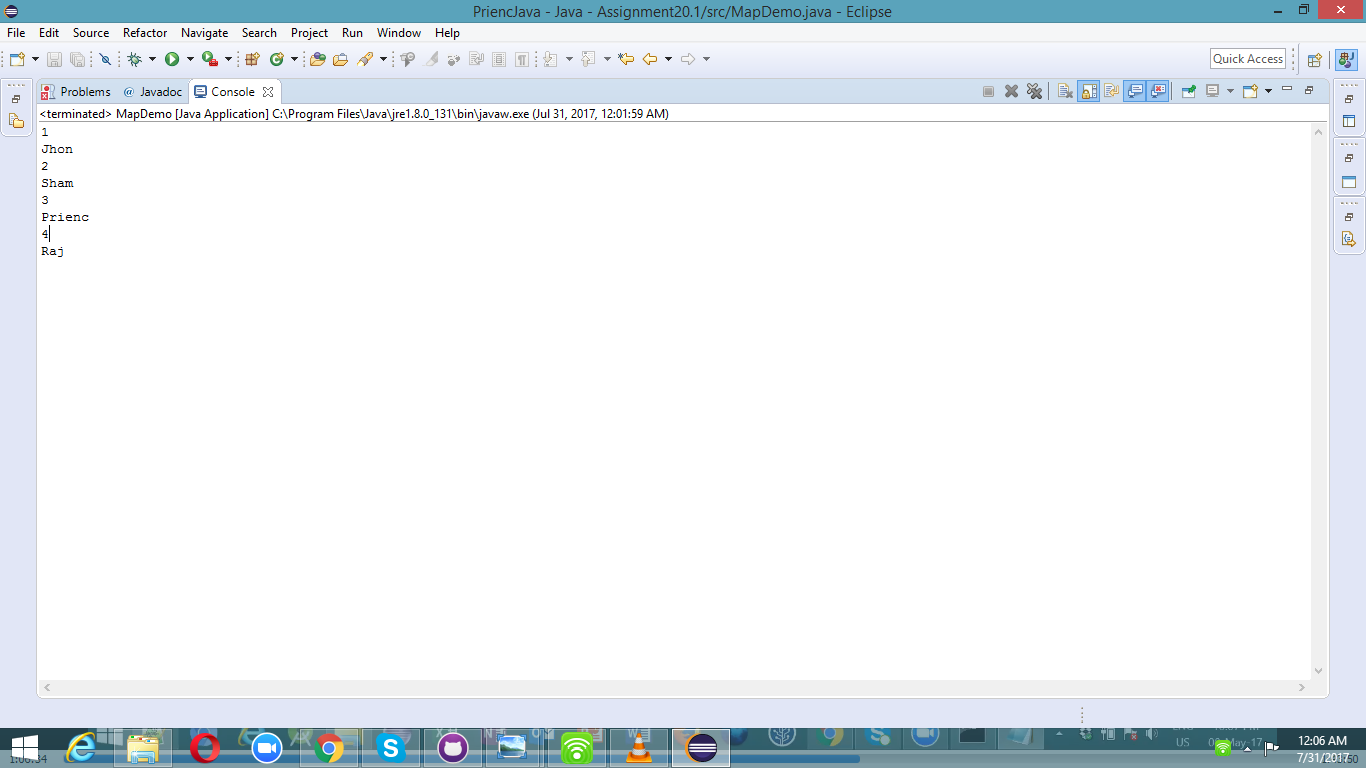 PriencJava - Java - Assignment20.1/src/MapDemo.java - Eclipse
File Edit Source Refactor Navigate Search Project Run Window Help
Quick Access
Problems @ Javadoc Console
<terminated> MapDemo [Java Application] C:\Program Files\Java\jre1.8.0_131\bin\javaw.exe (Jul 31, 2017, 12:01:59 AM)
1
Jhon
2
Sham
3
Prienc
4
Raj
US
12:06 AM
7/31/2017